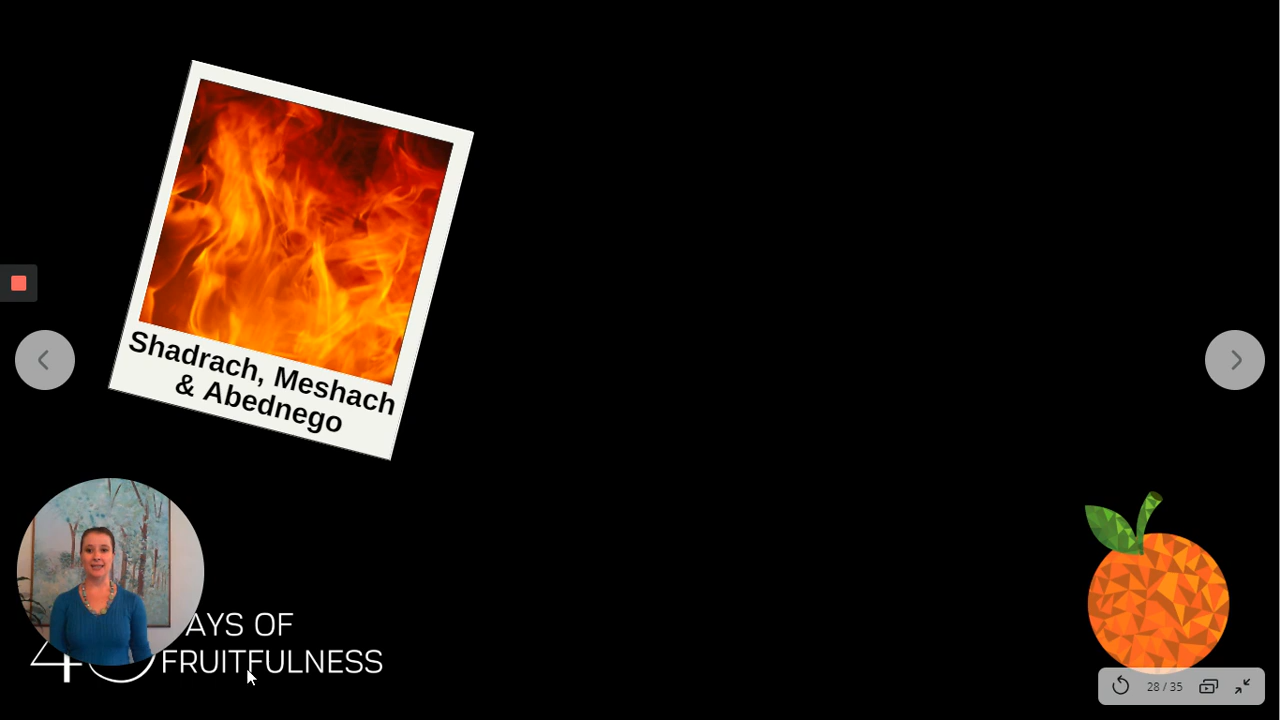 Shadrach, Meshach
& Abednego
AYS OF
FRUITFULNESS
28 / 35